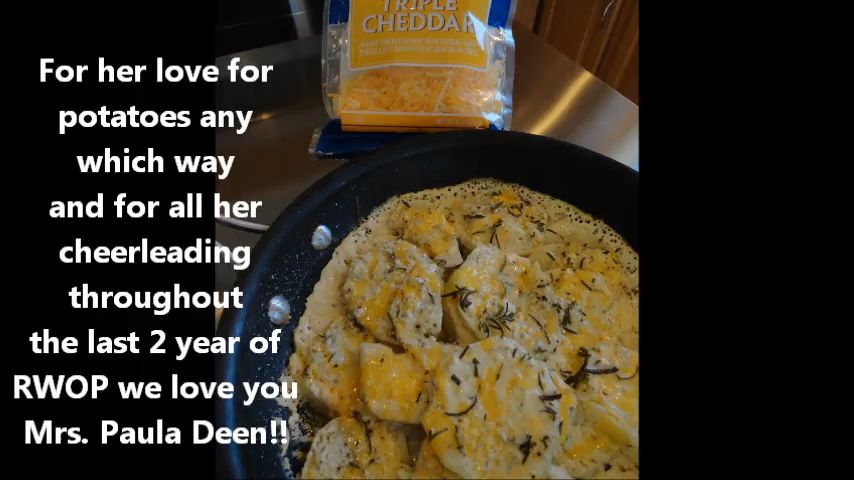 TRIPLE
CHEDDAR
For her love for
potatoes any
which way
and for all her
cheerleading
throughout
the last 2 year of
RWOP we love you
Mrs. Paula Deen!!